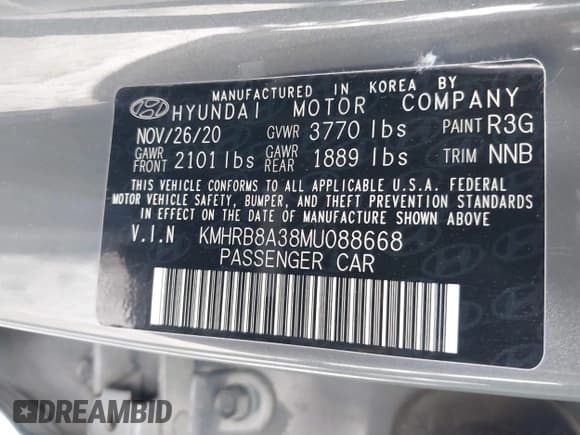 MANUFACTURED IN KOREA BY
HYUNDAI MOTOR COMPANY
NOV/26/20 GVWR 3770 lbs PAINT R3G
GAWR FRONT 2101 lbs GAWR REAR 1889 lbs TRIM NNB
THIS VEHICLE CONFORMS TO ALL APPLICABLE U.S.A. FEDERAL
MOTOR VEHICLE SAFETY, BUMPER, AND THEFT PREVENTION STANDARDS
IN EFFECT ON THE DATE OF MANUFACTURE SHOWN ABOVE
V.I.N KMHRB8A38MU088668
PASSENGER CAR
DREAMBID